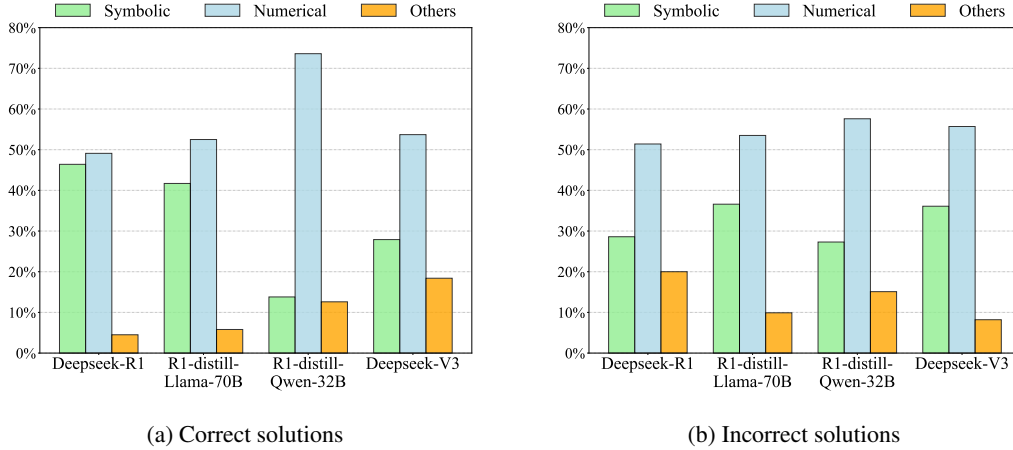 Symbolic Numerical Others
80%
70%
60%
50%
40%
30%
20%
10%
0%
Deepseek-R1 R1-distill- R1-distill- Deepseek-V3
Llama-70B Qwen-32B
(a) Correct solutions
Symbolic Numerical Others
80%
70%
60%
50%
40%
30%
20%
10%
0%
Deepseek-R1 R1-distill- R1-distill- Deepseek-V3
Llama-70B Qwen-32B
(b) Incorrect solutions